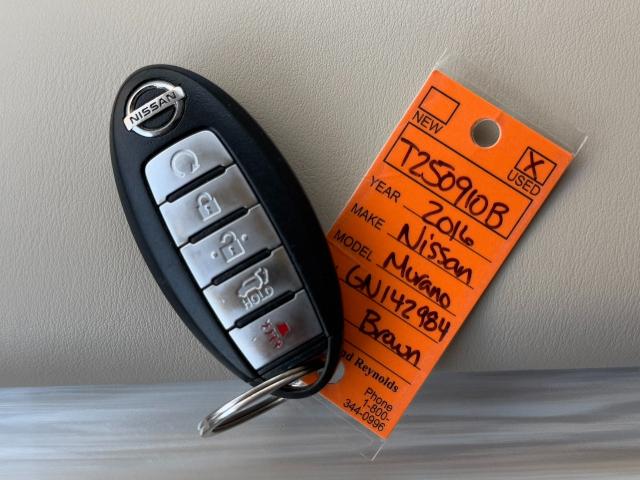 NISSAN
HOLD
NEW
X
USED
T250910B
YEAR 2016
MAKE Nissan
MODEL Murano
GN142984
Brown
Reynolds
Phone
1-800-
344-0996